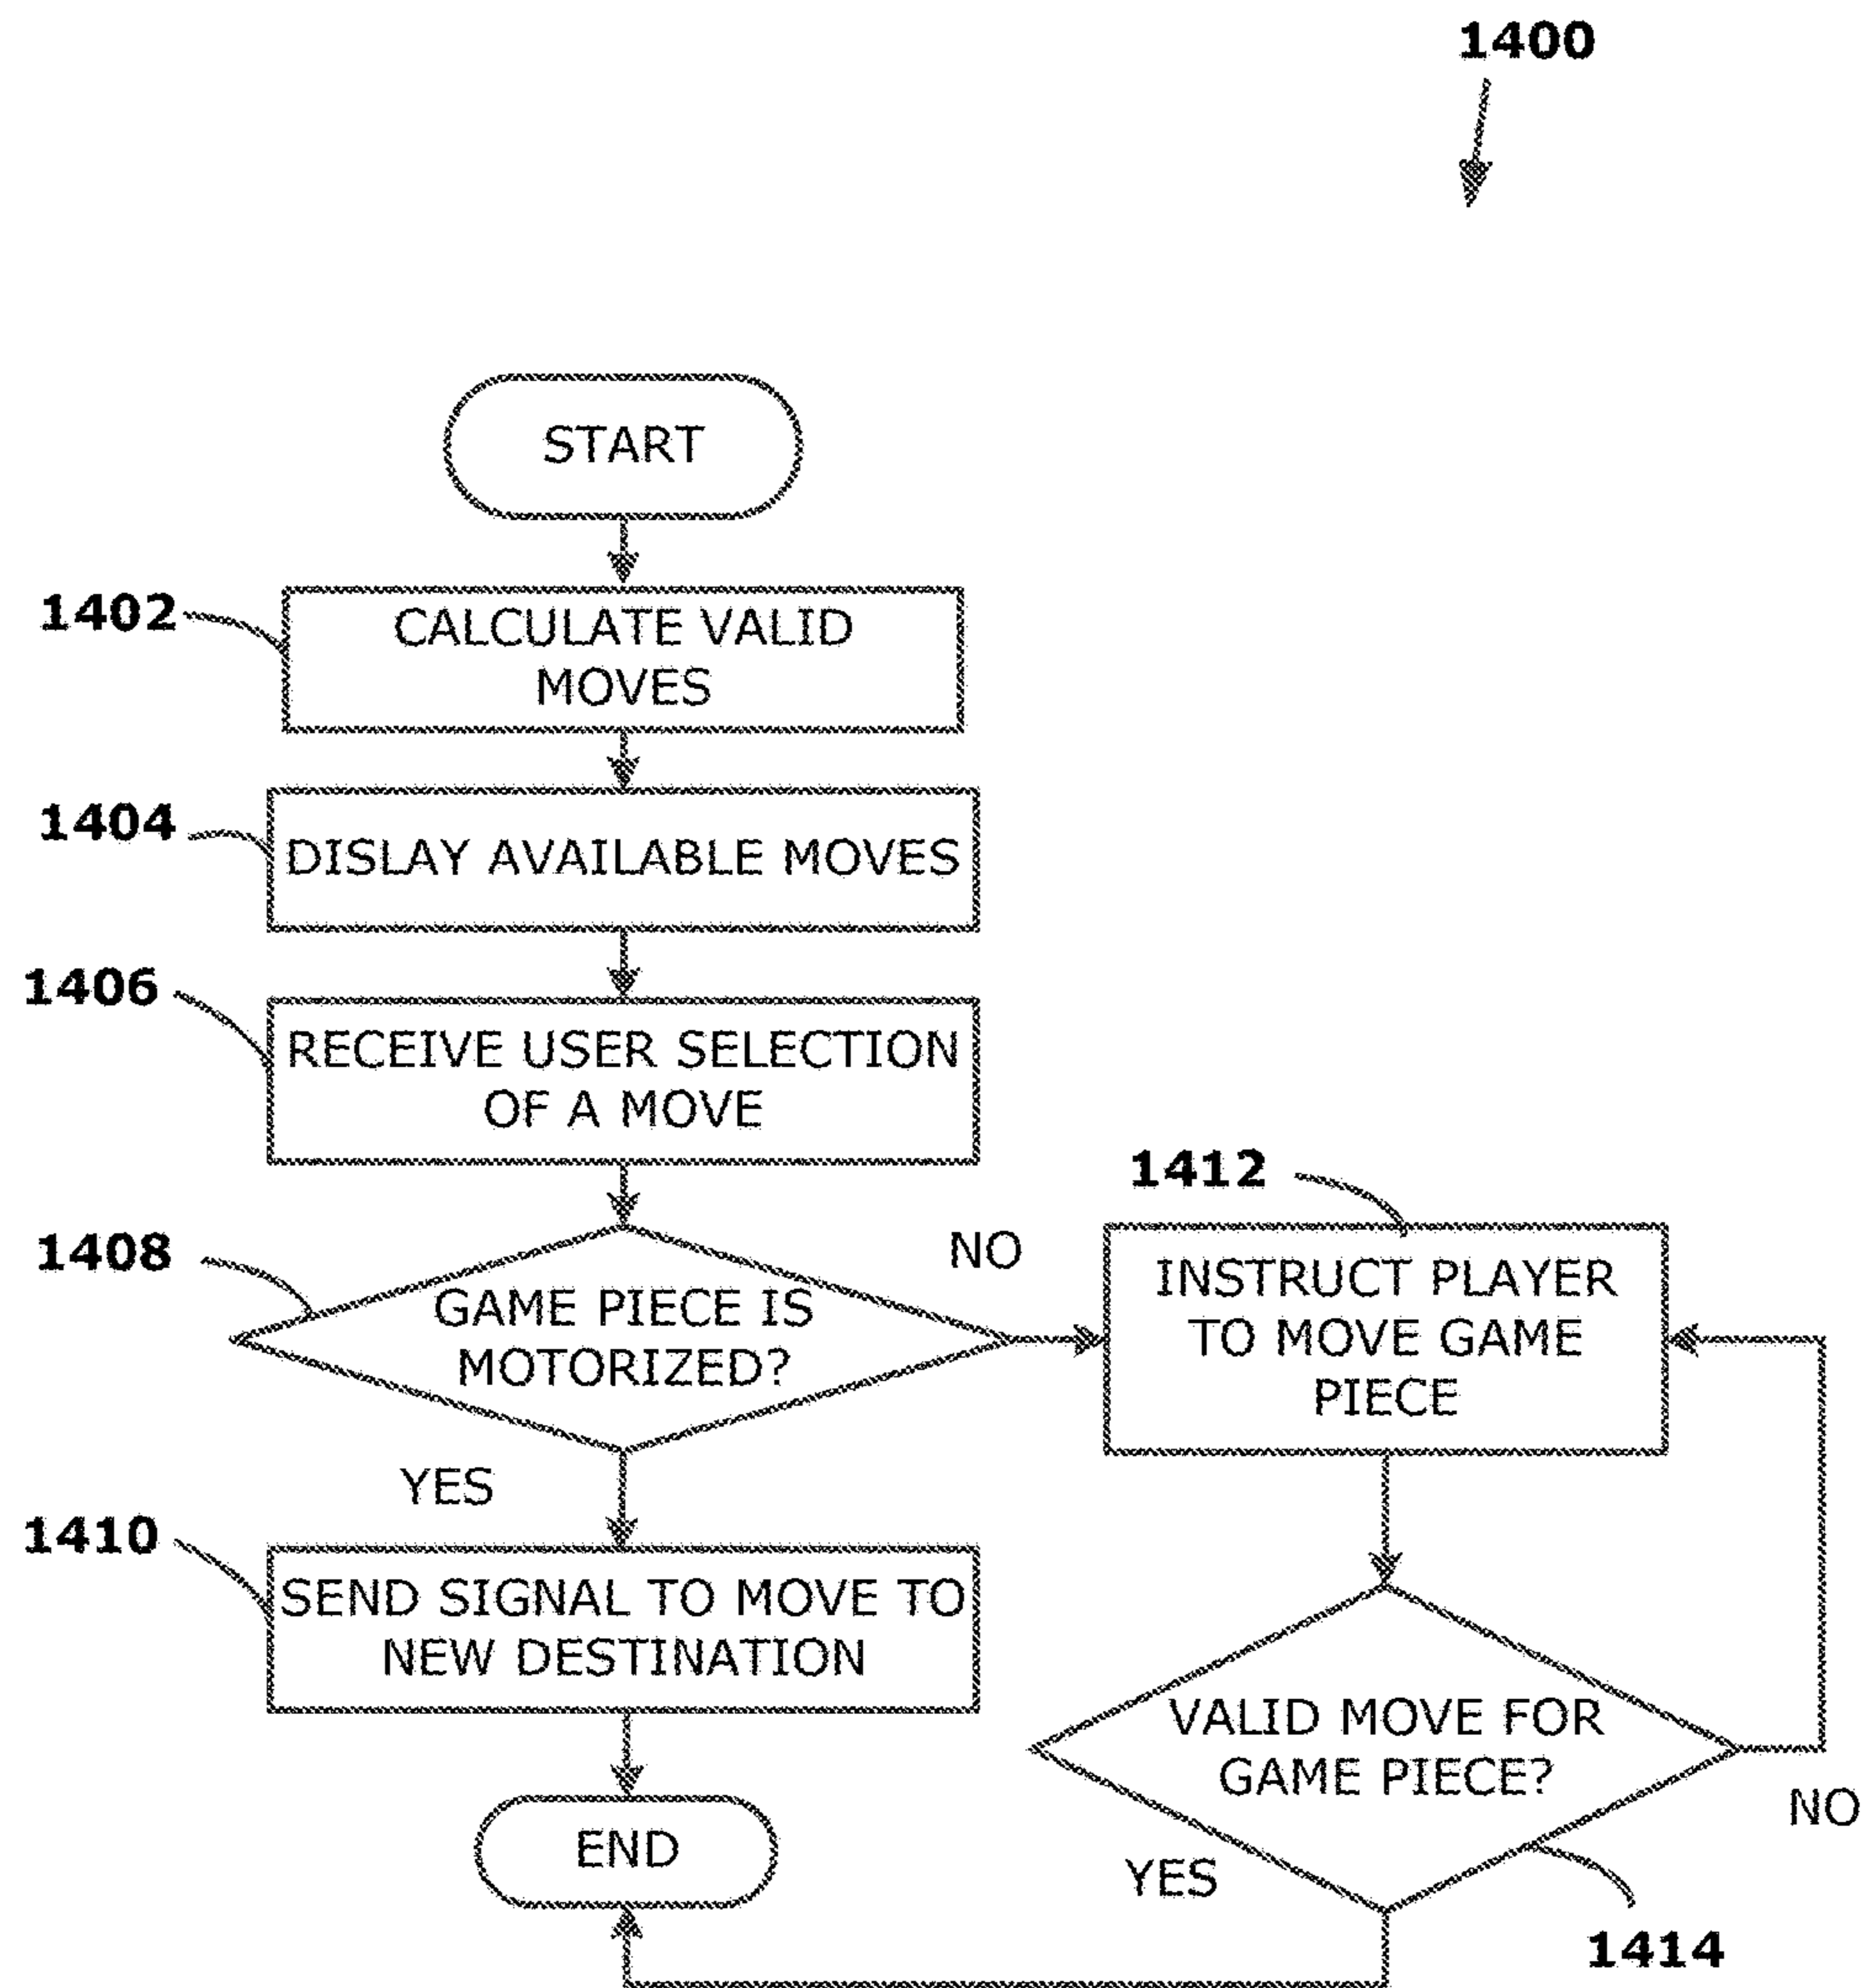 1400
START
1402
CALCULATE VALID
MOVES
1404
DISLAY AVAILABLE MOVES
1406
RECEIVE USER SELECTION
OF A MOVE
1408
GAME PIECE IS
MOTORIZED?
NO
YES
1412
INSTRUCT PLAYER
TO MOVE GAME
PIECE
1410
SEND SIGNAL TO MOVE TO
NEW DESTINATION
VALID MOVE FOR
GAME PIECE?
NO
YES
1414
END